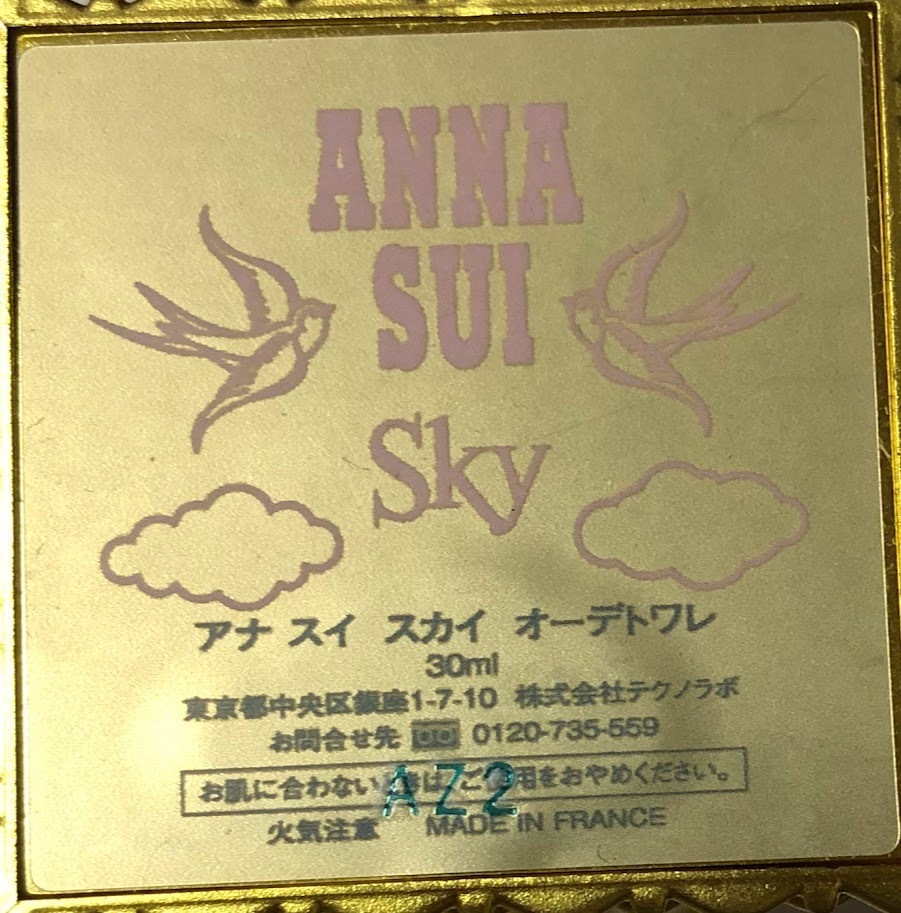 ANNA
SUI
Sky
アナ スイ スカイ オーデトワレ
30ml
東京都中央区銀座1-7-10 株式会社テクノラボ
お問合せ先 0120-735-559
お肌に合わないときは、ご使用をおやめください。
AZ2
火気注意 MADE IN FRANCE